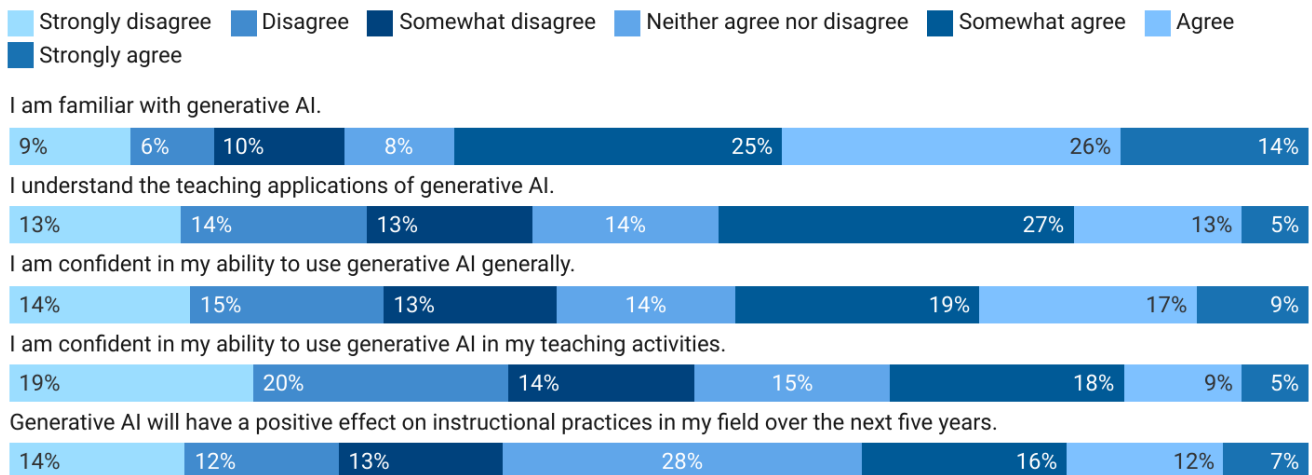 Strongly disagree Disagree Somewhat disagree Neither agree nor disagree Somewhat agree Agree
Strongly agree
I am familiar with generative AI.
9% 6% 10% 8% 25% 26% 14%
I understand the teaching applications of generative AI.
13% 14% 13% 14% 27% 13% 5%
I am confident in my ability to use generative AI generally.
14% 15% 13% 14% 19% 17% 9%
I am confident in my ability to use generative AI in my teaching activities.
19% 20% 14% 15% 18% 9% 5%
Generative AI will have a positive effect on instructional practices in my field over the next five years.
14% 12% 13% 28% 16% 12% 7%